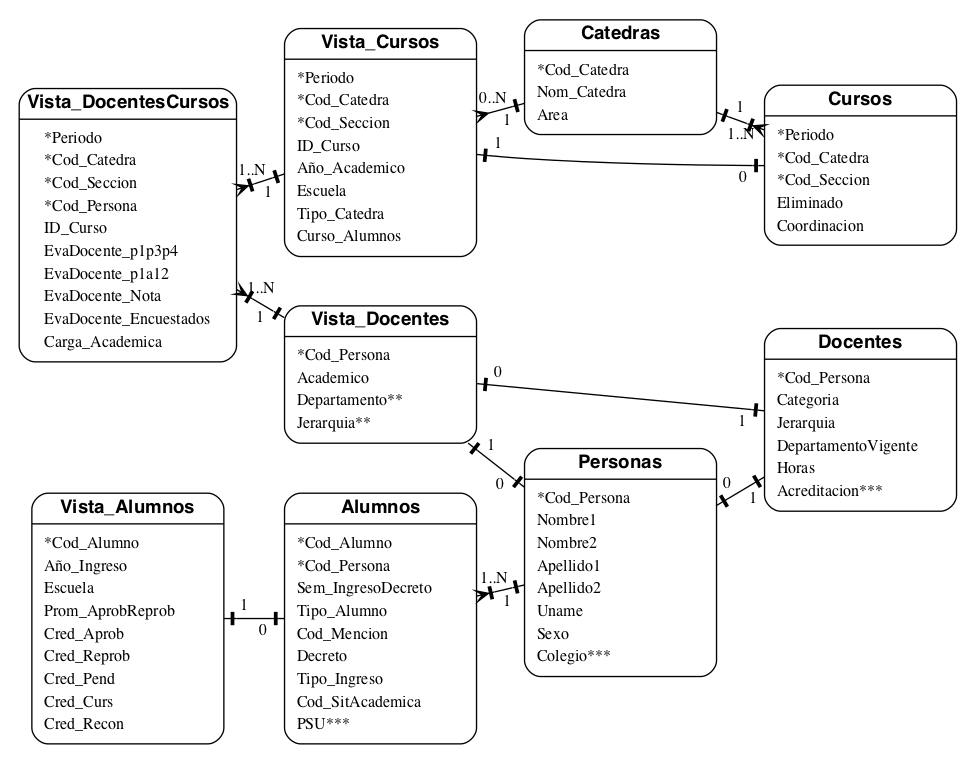 Vista_DocentesCursos
*Periodo
*Cod_Catedra
*Cod_Seccion
*Cod_Persona
ID_Curso
EvaDocente_p1p3p4
EvaDocente_p1a12
EvaDocente_Nota
EvaDocente_Encuestados
Carga_Academica
1..N
1
1..N
1
Vista_Cursos
*Periodo
*Cod_Catedra
*Cod_Seccion
ID_Curso
Año_Academico
Escuela
Tipo_Catedra
Curso_Alumnos
0..N
1
1
0
Catedras
*Cod_Catedra
Nom_Catedra
Area
1
1..N
Cursos
*Periodo
*Cod_Catedra
*Cod_Seccion
Eliminado
Coordinacion
Vista_Docentes
*Cod_Persona
Academico
Departamento**
Jerarquia**
0
1
1
0
Docentes
*Cod_Persona
Categoria
Jerarquia
DepartamentoVigente
Horas
Acreditacion***
0
1
Personas
*Cod_Persona
Nombre1
Nombre2
Apellido1
Apellido2
Uname
Sexo
Colegio***
1..N
1
Vista_Alumnos
*Cod_Alumno
Año_Ingreso
Escuela
Prom_AprobReprob
Cred_Aprob
Cred_Reprob
Cred_Pend
Cred_Curs
Cred_Recon
1
0
Alumnos
*Cod_Alumno
*Cod_Persona
Sem_IngresoDecreto
Tipo_Alumno
Cod_Mencion
Decreto
Tipo_Ingreso
Cod_SitAcademica
PSU***